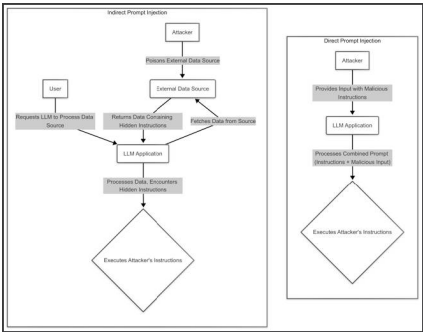 Indirect Prompt Injection
Attacker
Poisons External Data Source
User
External Data Source
Requests LLM to Process Data
Source
Returns Data Containing
Hidden Instructions
Fetches Data from Source
LLM Application
Processes Data, Encounters
Hidden Instructions
Executes Attacker's Instructions
Direct Prompt Injection
Attacker
Provides Input with Malicious
Instructions
LLM Application
Processes Combined Prompt
(Instructions + Malicious Input)
Executes Attacker's Instructions